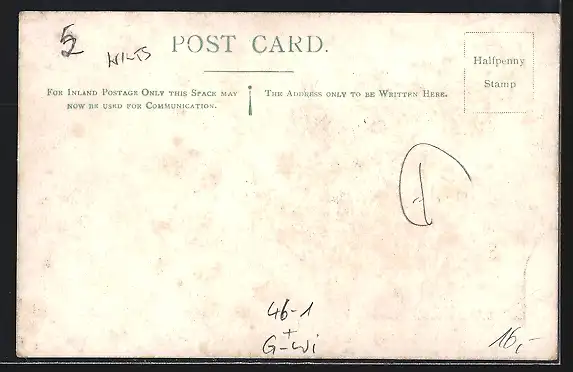 5
WILTS
POST CARD.
Halfpenny
Stamp
FOR INLAND POSTAGE ONLY THIS SPACE MAY
NOW BE USED FOR COMMUNICATION.
THE ADDRESS ONLY TO BE WRITTEN HERE.
46-1
+
G-Wi
16,-